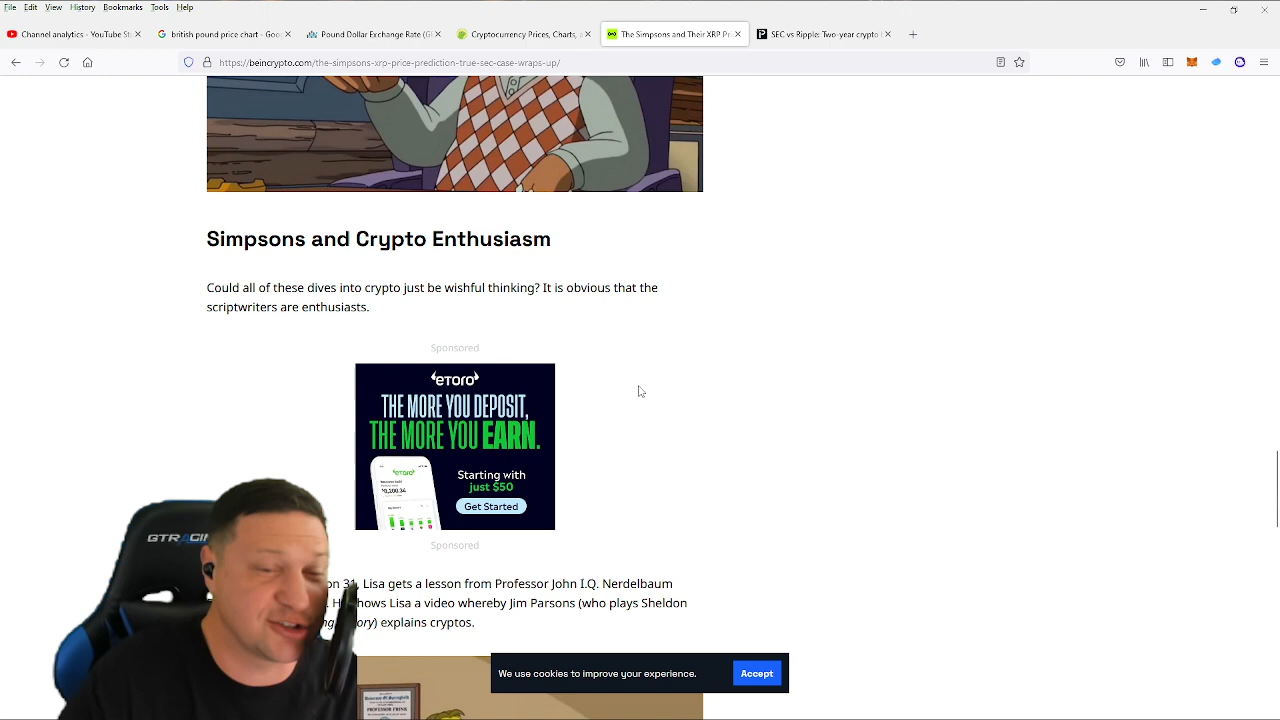 File Edit View History Bookmarks Tools Help
Channel analytics - YouTube St
british pound price chart - Goog
Pound Dollar Exchange Rate (G
Cryptocurrency Prices, Charts, a
The Simpsons and Their XRP Pr
SEC vs Ripple: Two-year crypto l
https://beincrypto.com/the-simpsons-xrp-price-prediction-true-sec-case-wraps-up/
Simpsons and Crypto Enthusiasm
Could all of these dives into crypto just be wishful thinking? It is obvious that the
scriptwriters are enthusiasts.
Sponsored
eTORO
THE MORE YOU DEPOSIT,
THE MORE YOU EARN.
Starting with
just $50
Get Started
Sponsored
on 31, Lisa gets a lesson from Professor John I.Q. Nerdelbaum
hows Lisa a video whereby Jim Parsons (who plays Sheldon
explains cryptos.
We use cookies to improve your experience.
Accept
PROFESSOR FRINK